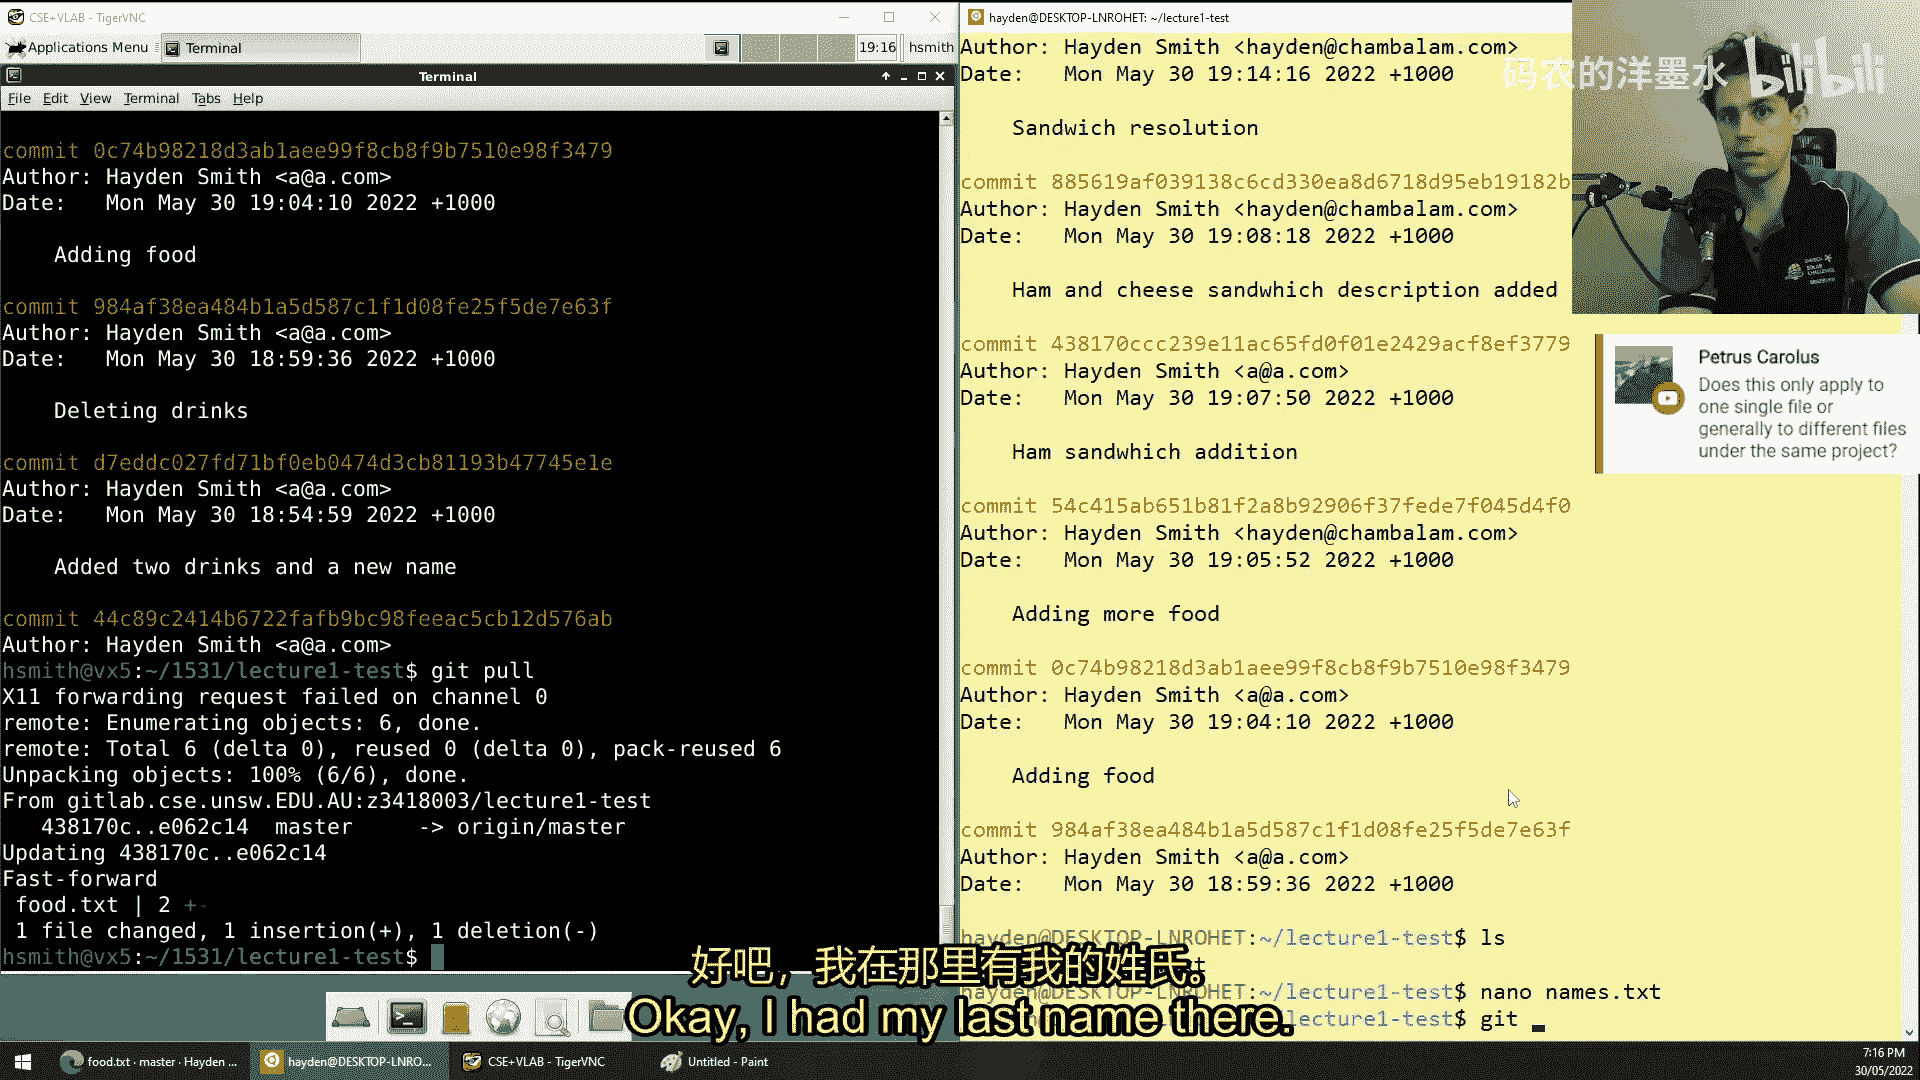 CSE+VLAB - TigerVNC
Applications Menu
Terminal
19:16
hsmith
Terminal
File Edit View Terminal Tabs Help
commit 0c74b98218d3ab1aee99f8cb8f9b7510e98f3479
Author: Hayden Smith <a@a.com>
Date:   Mon May 30 19:04:10 2022 +1000
Adding food
commit 984af38ea484b1a5d587c1f1d08fe25f5de7e63f
Author: Hayden Smith <a@a.com>
Date:   Mon May 30 18:59:36 2022 +1000
Deleting drinks
commit d7eddc027fd71bf0eb0474d3cb81193b47745e1e
Author: Hayden Smith <a@a.com>
Date:   Mon May 30 18:54:59 2022 +1000
Added two drinks and a new name
commit 44c89c2414b6722fafb9bc98feeac5cb12d576ab
Author: Hayden Smith <a@a.com>
hsmith@vx5:~/1531/lecture1-test$ git pull
X11 forwarding request failed on channel 0
remote: Enumerating objects: 6, done.
remote: Total 6 (delta 0), reused 0 (delta 0), pack-reused 6
Unpacking objects: 100% (6/6), done.
From gitlab.cse.unsw.EDU.AU:z3418003/lecture1-test
438170c..e062c14  master     -> origin/master
Updating 438170c..e062c14
Fast-forward
food.txt | 2 +-
1 file changed, 1 insertion(+), 1 deletion(-)
hsmith@vx5:~/1531/lecture1-test$
hayden@DESKTOP-LNROHET: ~/lecture1-test
Author: Hayden Smith <hayden@chambalam.com>
Date:   Mon May 30 19:14:16 2022 +1000
Sandwich resolution
commit 885619af039138c6cd330ea8d6718d95eb19182b
Author: Hayden Smith <hayden@chambalam.com>
Date:   Mon May 30 19:08:18 2022 +1000
Ham and cheese sandwhich description added
commit 438170ccc239e11ac65fd0f01e2429acf8ef3779
Author: Hayden Smith <a@a.com>
Date:   Mon May 30 19:07:50 2022 +1000
Ham sandwhich addition
commit 54c415ab651b81f2a8b92906f37fede7f045d4f0
Author: Hayden Smith <hayden@chambalam.com>
Date:   Mon May 30 19:05:52 2022 +1000
Adding more food
commit 0c74b98218d3ab1aee99f8cb8f9b7510e98f3479
Author: Hayden Smith <a@a.com>
Date:   Mon May 30 19:04:10 2022 +1000
Adding food
commit 984af38ea484b1a5d587c1f1d08fe25f5de7e63f
Author: Hayden Smith <a@a.com>
Date:   Mon May 30 18:59:36 2022 +1000
hayden@DESKTOP-LNROHET:~/lecture1-test$ ls
hayden@DESKTOP-LNROHET:~/lecture1-test$ nano names.txt
hayden@DESKTOP-LNROHET:~/lecture1-test$ git
码农的洋墨水 bilibili
Petrus Carolus
Does this only apply to
one single file or
generally to different files
under the same project?
好吧，我在那里有我的姓氏。
Okay, I had my last name there.
food.txt · master · Hayden ...
hayden@DESKTOP-LNRO...
CSE+VLAB - TigerVNC
Untitled - Paint
7:16 PM
30/05/2022